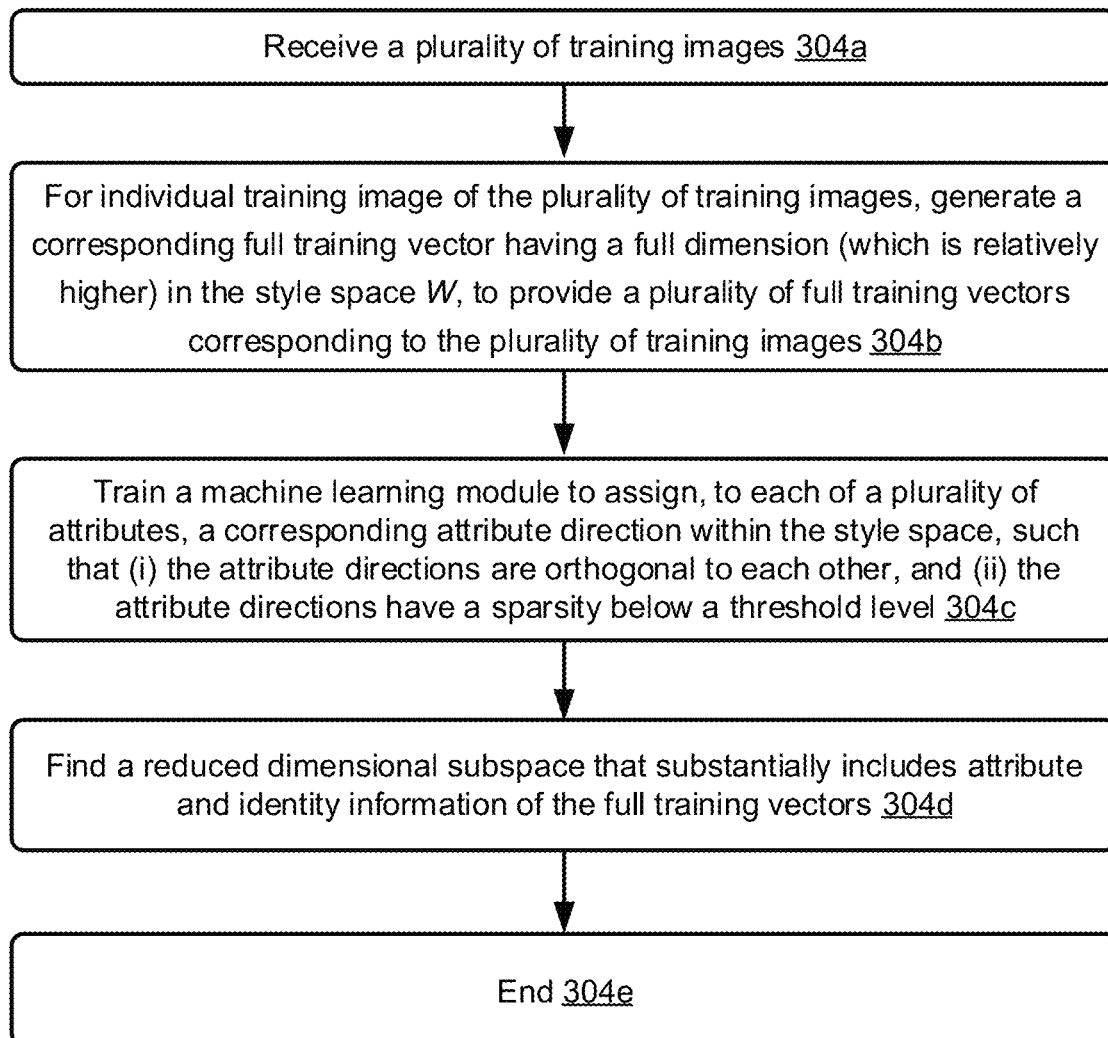 Receive a plurality of training images 304a
For individual training image of the plurality of training images, generate a
corresponding full training vector having a full dimension (which is relatively
higher) in the style space W, to provide a plurality of full training vectors
corresponding to the plurality of training images 304b
Train a machine learning module to assign, to each of a plurality of
attributes, a corresponding attribute direction within the style space, such
that (i) the attribute directions are orthogonal to each other, and (ii) the
attribute directions have a sparsity below a threshold level 304c
Find a reduced dimensional subspace that substantially includes attribute
and identity information of the full training vectors 304d
End 304e